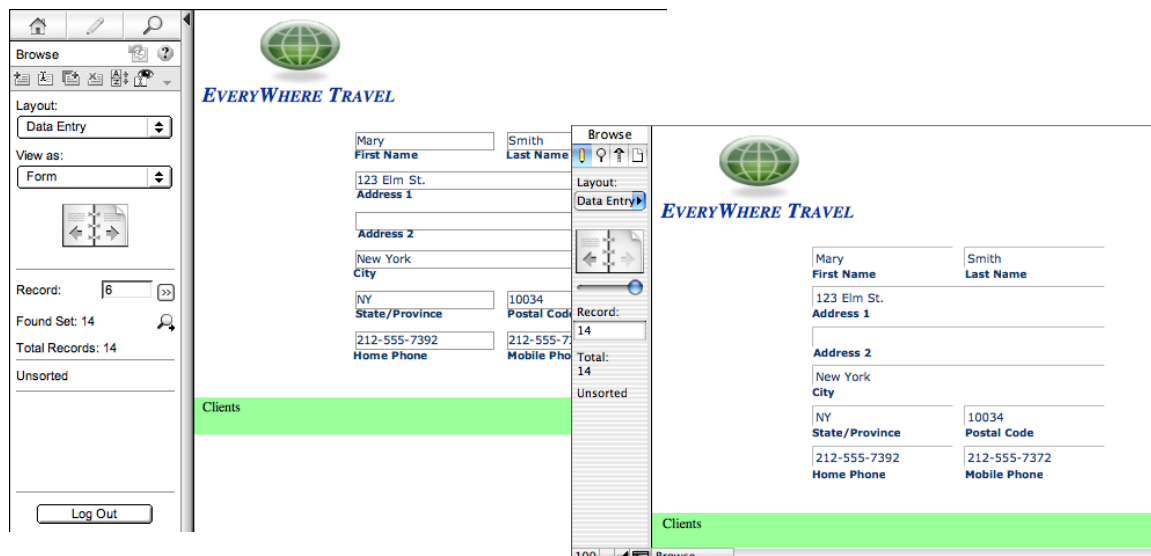 Browse
Layout:
Data Entry
View as:
Form
Record: 6 >>
Found Set: 14
Total Records: 14
Unsorted
Log Out
EVERYWHERE TRAVEL
Mary Smith
First Name Last Name
123 Elm St.
Address 1
Address 2
New York
City
NY 10034
State/Province Postal Code
212-555-7392 212-555-7
Home Phone Mobile Pho
Clients
Browse
Layout:
Data Entry
Record:
14
Total:
14
Unsorted
EVERYWHERE TRAVEL
Mary Smith
First Name Last Name
123 Elm St.
Address 1
Address 2
New York
City
NY 10034
State/Province Postal Code
212-555-7392 212-555-7372
Home Phone Mobile Phone
Clients
100 Browse